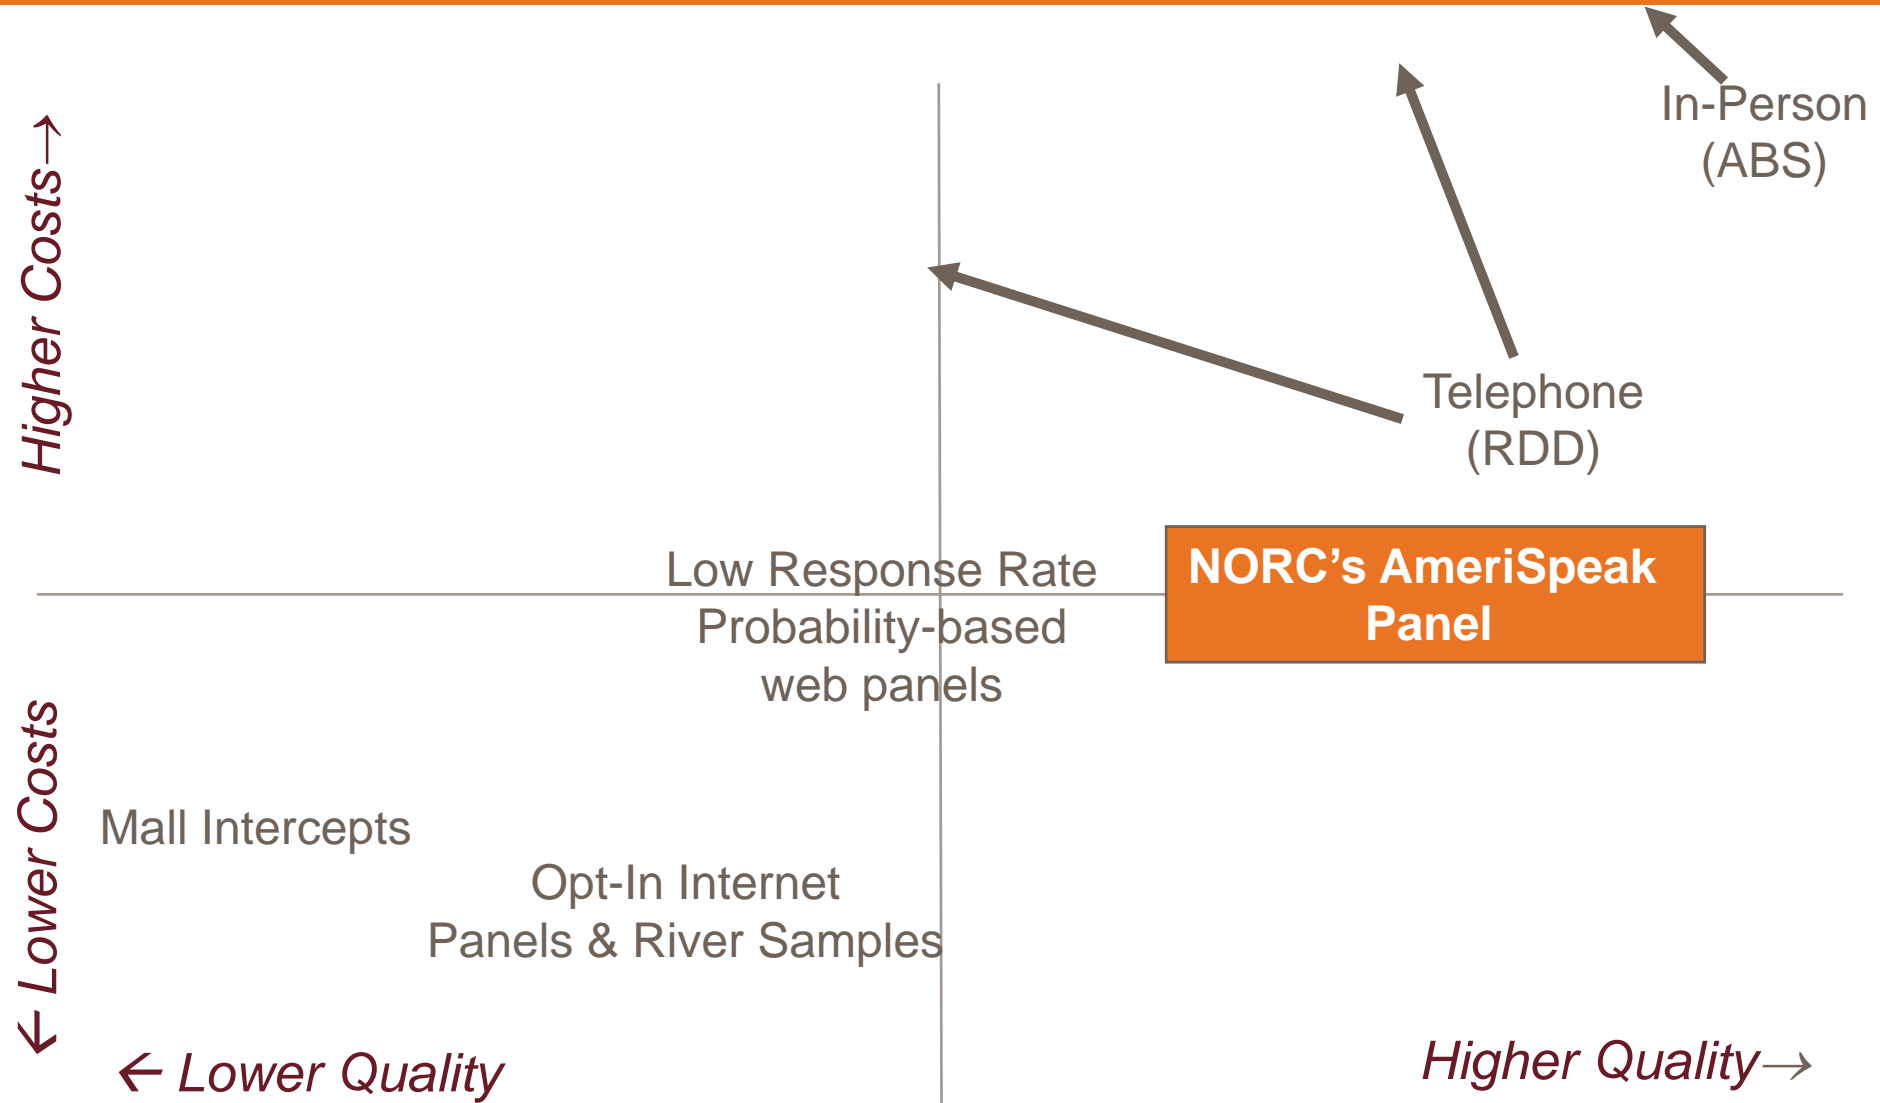 In-Person
(ABS)
Higher Costs→
Telephone
(RDD)
Low Response Rate
Probability-based
web panels
NORC’s AmeriSpeak
Panel
← Lower Costs
Mall Intercepts
Opt-In Internet
Panels & River Samples
← Lower Quality
Higher Quality→